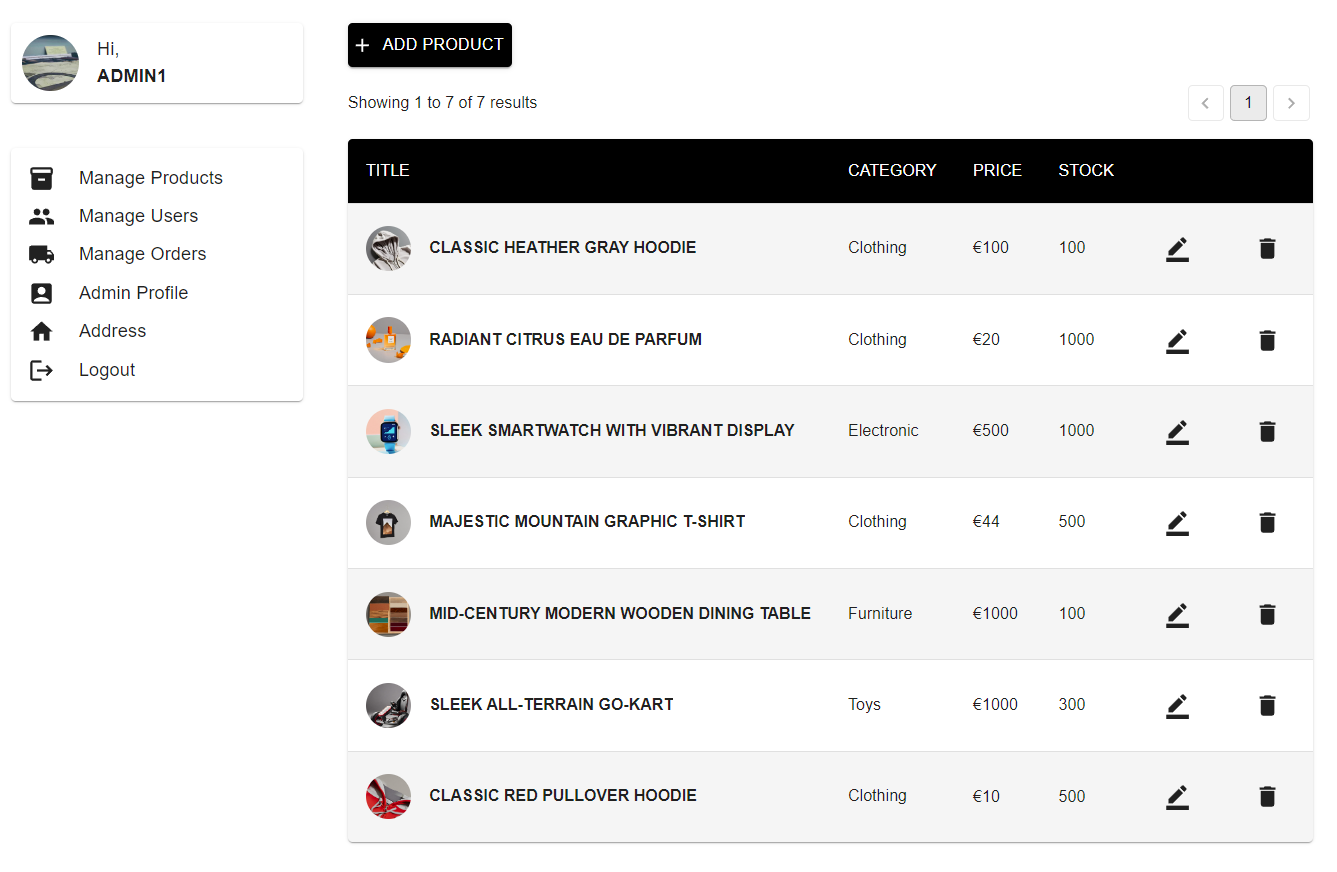 Hi,
ADMIN1
Manage Products
Manage Users
Manage Orders
Admin Profile
Address
Logout
ADD PRODUCT
Showing 1 to 7 of 7 results
1
TITLE CATEGORY PRICE STOCK
CLASSIC HEATHER GRAY HOODIE Clothing €100 100
RADIANT CITRUS EAU DE PARFUM Clothing €20 1000
SLEEK SMARTWATCH WITH VIBRANT DISPLAY Electronic €500 1000
MAJESTIC MOUNTAIN GRAPHIC T-SHIRT Clothing €44 500
MID-CENTURY MODERN WOODEN DINING TABLE Furniture €1000 100
SLEEK ALL-TERRAIN GO-KART Toys €1000 300
CLASSIC RED PULLOVER HOODIE Clothing €10 500